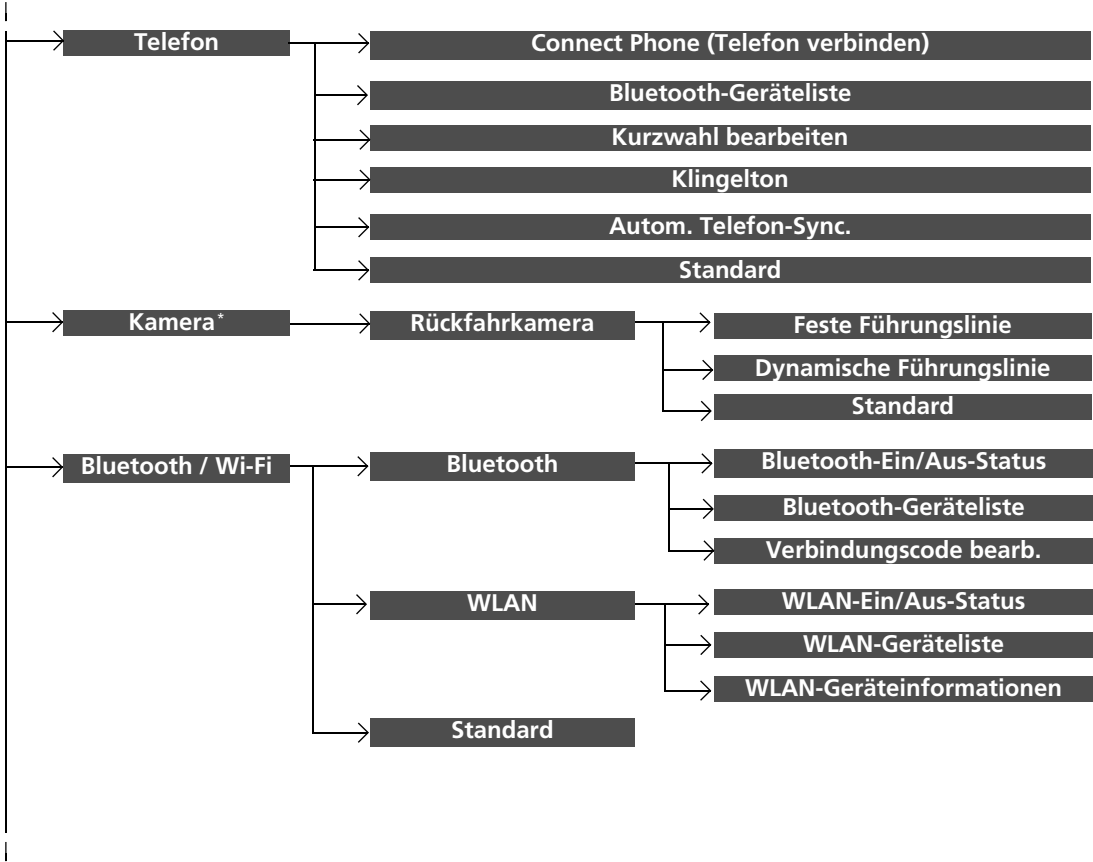 Telefon
Connect Phone (Telefon verbinden)
Bluetooth-Geräteliste
Kurzwahl bearbeiten
Klingelton
Autom. Telefon-Sync.
Standard
Kamera*
Rückfahrkamera
Feste Führungslinie
Dynamische Führungslinie
Standard
Bluetooth / Wi-Fi
Bluetooth
Bluetooth-Ein/Aus-Status
Bluetooth-Geräteliste
Verbindungscode bearb.
WLAN
WLAN-Ein/Aus-Status
WLAN-Geräteliste
WLAN-Geräteinformationen
Standard